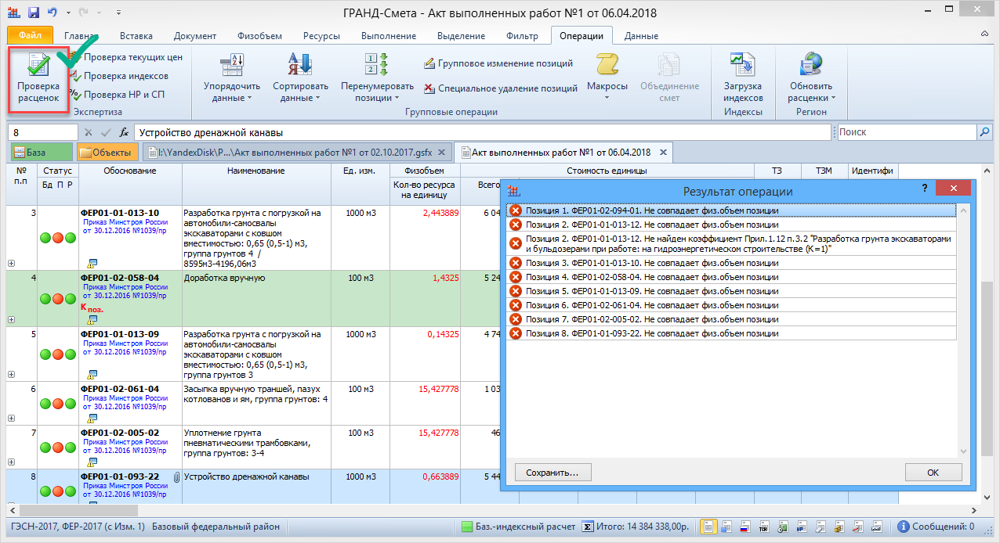 ГРАНД-Смета - Акт выполненных работ №1 от 06.04.2018
Файл
Вставка
Документ
Физобъем
Ресурсы
Выполнение
Выделение
Фильтр
Операции
Данные
Проверка
расценок
Проверка текущих цен
Проверка индексов
Проверка НР и СП
Экспертиза
Упорядочить
данные
Сортировать
данные
Перенумеровать
позиции
Групповое изменение позиций
Специальное удаление позиций
Макросы
Объединение
смет
Групповые операции
Загрузка
индексов
Индексы
Обновить
расценки
Регион
8
fx
Устройство дренажной канавы
Поиск
База
Объекты
I:\YandexDisk\P...\Акт выполненных работ №1 от 02.10.2017.gsfx
Акт выполненных работ №1 от 06.04.2018
№
п.п
Статус
Бд П Р
Обоснование
Наименование
Ед. изм.
Физобъем
Кол-во ресурса
на единицу
Стоимость единицы
Всего
ТЗ
ТЗМ
Идентифи
3
ФЕР01-01-013-10
Приказ Минстроя России
от 30.12.2016 №1039/пр
Разработка грунта с погрузкой на
автомобили-самосвалы
экскаваторами с ковшом
вместимостью: 0,65 (0,5-1) м3,
группа грунтов 4 /
8595м3-4196,06м3
1000 м3
2,443889
6 04
4
ФЕР01-02-058-04
Приказ Минстроя России
от 30.12.2016 №1039/пр
К поз.
Доработка вручную
100 м3
1,4325
5 24
5
ФЕР01-01-013-09
Приказ Минстроя России
от 30.12.2016 №1039/пр
Разработка грунта с погрузкой на
автомобили-самосвалы
экскаваторами с ковшом
вместимостью: 0,65 (0,5-1) м3,
группа грунтов 3
1000 м3
0,14325
4 74
6
ФЕР01-02-061-04
Приказ Минстроя России
от 30.12.2016 №1039/пр
Засыпка вручную траншей, пазух
котлованов и ям, группа грунтов: 4
100 м3
15,427778
1 03
7
ФЕР01-02-005-02
Приказ Минстроя России
от 30.12.2016 №1039/пр
Уплотнение грунта
пневматическими трамбовками,
группа грунтов: 3-4
100 м3
15,427778
46
8
ФЕР01-01-093-22
Приказ Минстроя России
от 30.12.2016 №1039/пр
Устройство дренажной канавы
1000 м3
0,663889
5 44
Результат операции
?
Позиция 1. ФЕР01-02-094-01. Не совпадает физ.объем позиции
Позиция 2. ФЕР01-01-013-12. Не совпадает физ.объем позиции
Позиция 2. ФЕР01-01-013-12. Не найден коэффициент Прил.1.12 п.3.2 "Разработка грунта экскаваторами
и бульдозерами при работе: на гидроэнергетическом строительстве (К=1)"
Позиция 3. ФЕР01-01-013-10. Не совпадает физ.объем позиции
Позиция 4. ФЕР01-02-058-04. Не совпадает физ.объем позиции
Позиция 5. ФЕР01-01-013-09. Не совпадает физ.объем позиции
Позиция 6. ФЕР01-02-061-04. Не совпадает физ.объем позиции
Позиция 7. ФЕР01-02-005-02. Не совпадает физ.объем позиции
Позиция 8. ФЕР01-01-093-22. Не совпадает физ.объем позиции
Сохранить...
OK
ГЭСН-2017, ФЕР-2017 (с Изм. 1)
Базовый федеральный район
Баз.-индексный расчет
Σ Итого: 14 384 338,00р.
Сообщений: 0